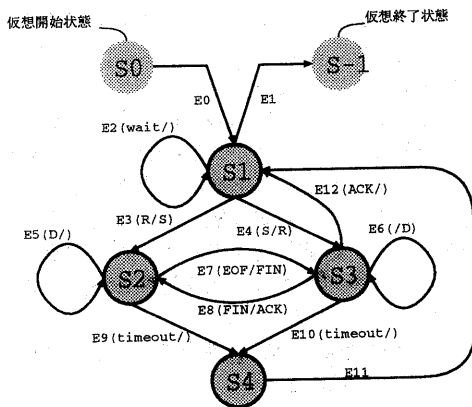 仮想開始状態
仮想終了状態
S0
S-1
E0
E1
E2(wait/)
S1
E12(ACK/)
E3(R/S)
E4(S/R)
E5(D/)
E6(/D)
E7(EOF/FIN)
S2
S3
E8(FIN/ACK)
E9(timeout/)
E10(timeout/)
S4
E11